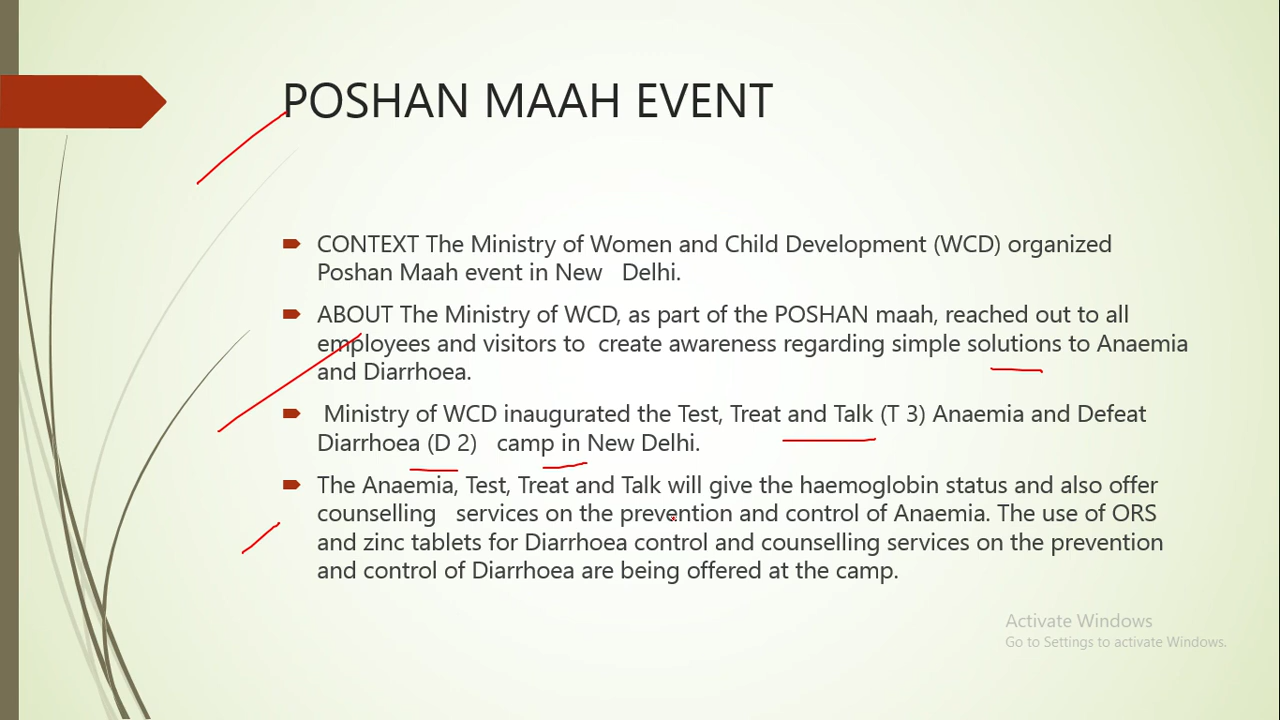 POSHAN MAAH EVENT
CONTEXT The Ministry of Women and Child Development (WCD) organized
Poshan Maah event in New   Delhi.
ABOUT The Ministry of WCD, as part of the POSHAN maah, reached out to all
employees and visitors to  create awareness regarding simple solutions to Anaemia
and Diarrhoea.
Ministry of WCD inaugurated the Test, Treat and Talk (T 3) Anaemia and Defeat
Diarrhoea (D 2)   camp in New Delhi.
The Anaemia, Test, Treat and Talk will give the haemoglobin status and also offer
counselling   services on the prevention and control of Anaemia. The use of ORS
and zinc tablets for Diarrhoea control and counselling services on the prevention
and control of Diarrhoea are being offered at the camp.
Activate Windows
Go to Settings to activate Windows.